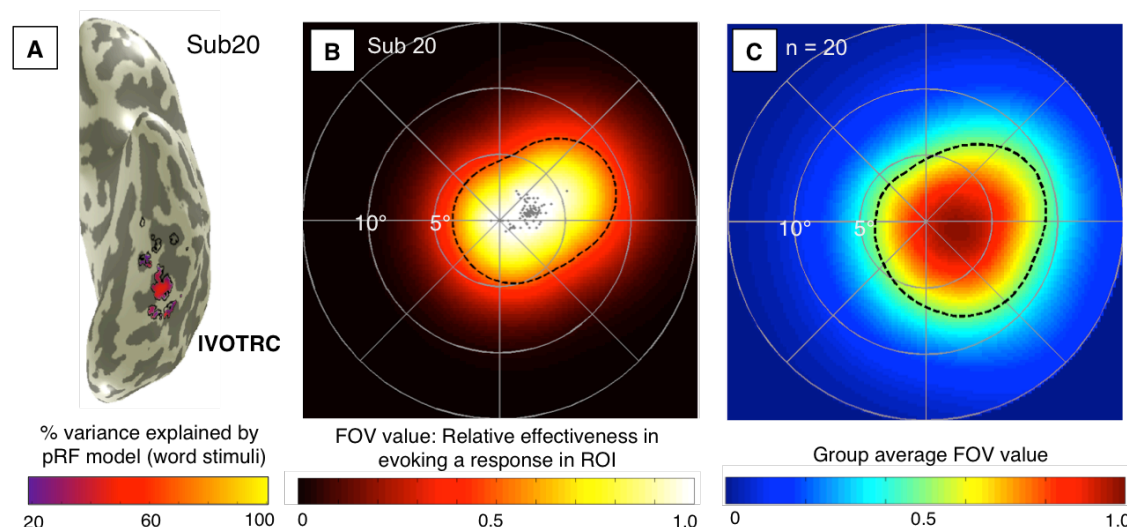 A
Sub20
IVOTRC
% variance explained by
pRF model (word stimuli)
20 60 100
B
Sub 20
10° 5°
FOV value: Relative effectiveness in
evoking a response in ROI
0 0.5 1.0
C
n = 20
10° 5°
Group average FOV value
0 0.5 1.0